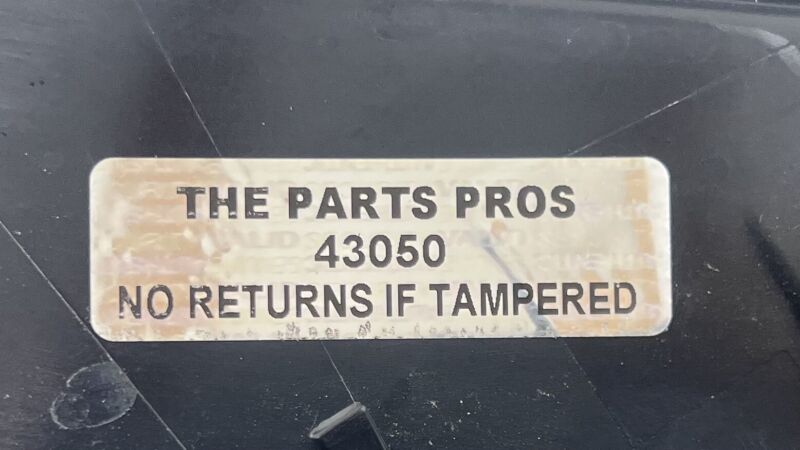 THE PARTS PROS
43050
NO RETURNS IF TAMPERED